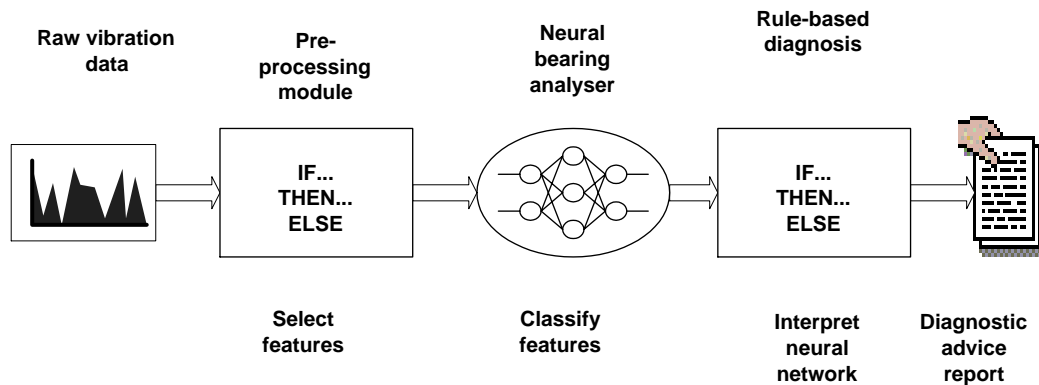 Raw vibration
data
Pre-
processing
module
Neural
bearing
analyser
Rule-based
diagnosis
IF...
THEN...
ELSE
IF...
THEN...
ELSE
Select
features
Classify
features
Interpret
neural
network
Diagnostic
advice
report